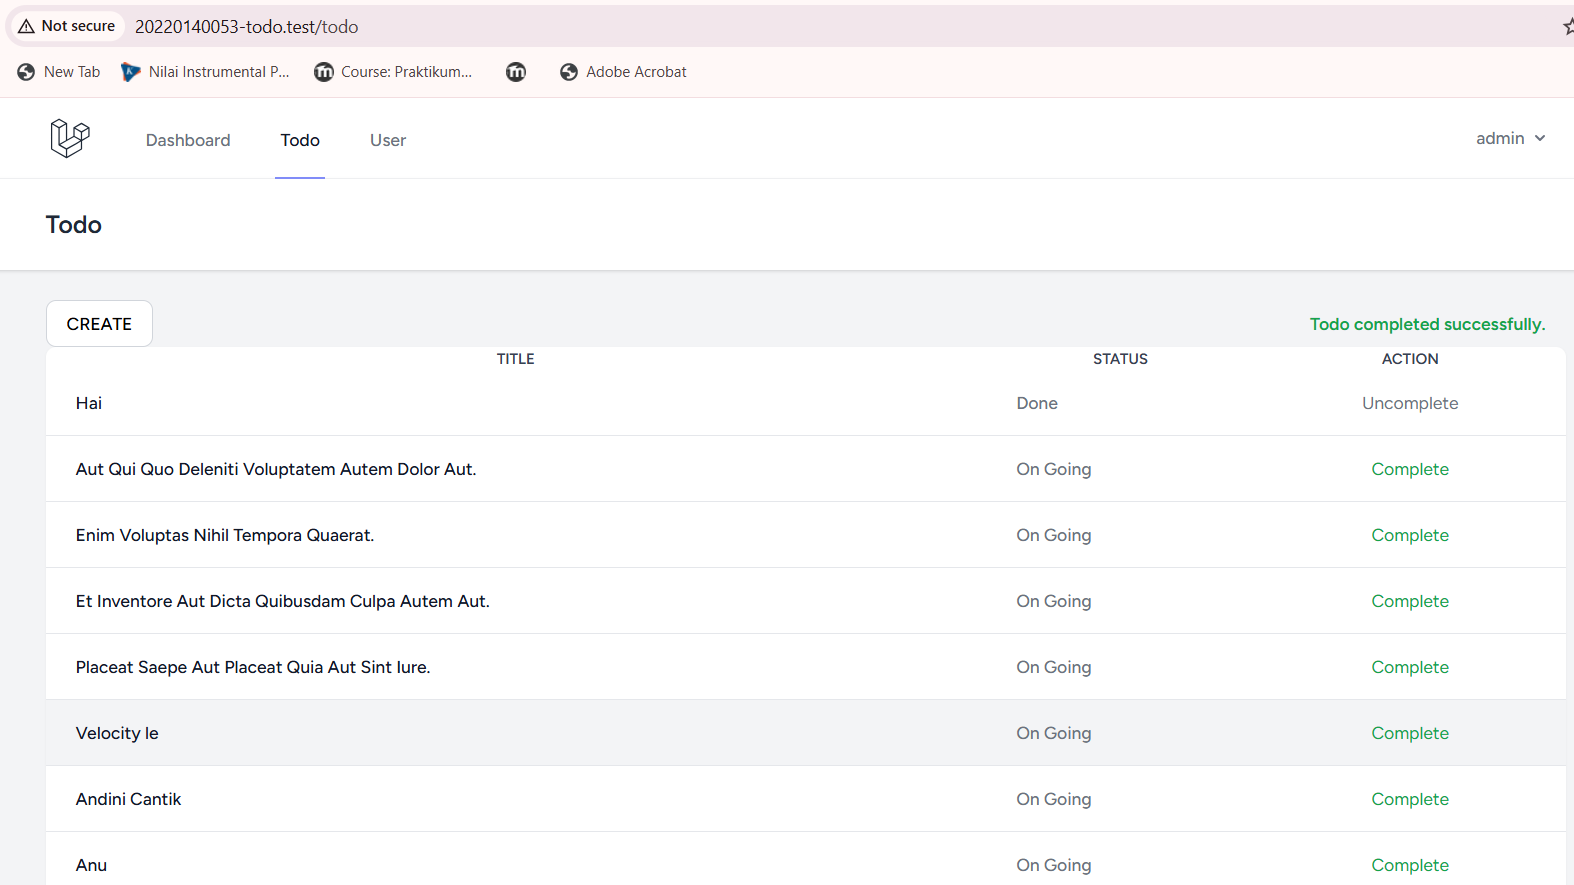 Not secure 20220140053-todo.test/todo
New Tab Nilai Instrumental P... Course: Praktikum... Adobe Acrobat
Dashboard Todo User admin
Todo
CREATE Todo completed successfully.
TITLE STATUS ACTION
Hai Done Uncomplete
Aut Qui Quo Deleniti Voluptatem Autem Dolor Aut. On Going Complete
Enim Voluptas Nihil Tempora Quaerat. On Going Complete
Et Inventore Aut Dicta Quibusdam Culpa Autem Aut. On Going Complete
Placeat Saepe Aut Placeat Quia Aut Sint Iure. On Going Complete
Velocity le On Going Complete
Andini Cantik On Going Complete
Anu On Going Complete